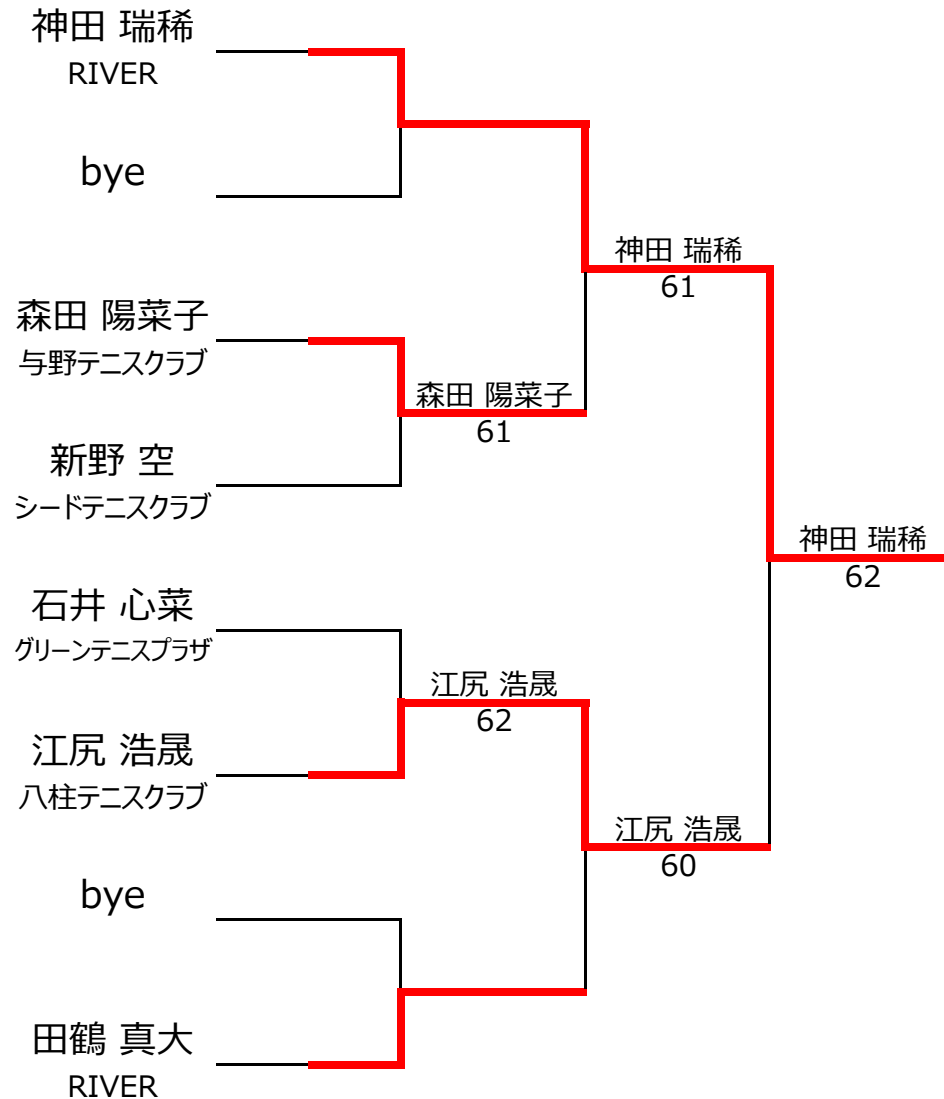 神田 瑞稀
RIVER
bye
森田 陽菜子
与野テニスクラブ
新野 空
シードテニスクラブ
石井 心菜
グリーンテニスプラザ
江尻 浩晟
八柱テニスクラブ
bye
田鶴 真大
RIVER
森田 陽菜子
61
江尻 浩晟
62
神田 瑞稀
61
江尻 浩晟
60
神田 瑞稀
62